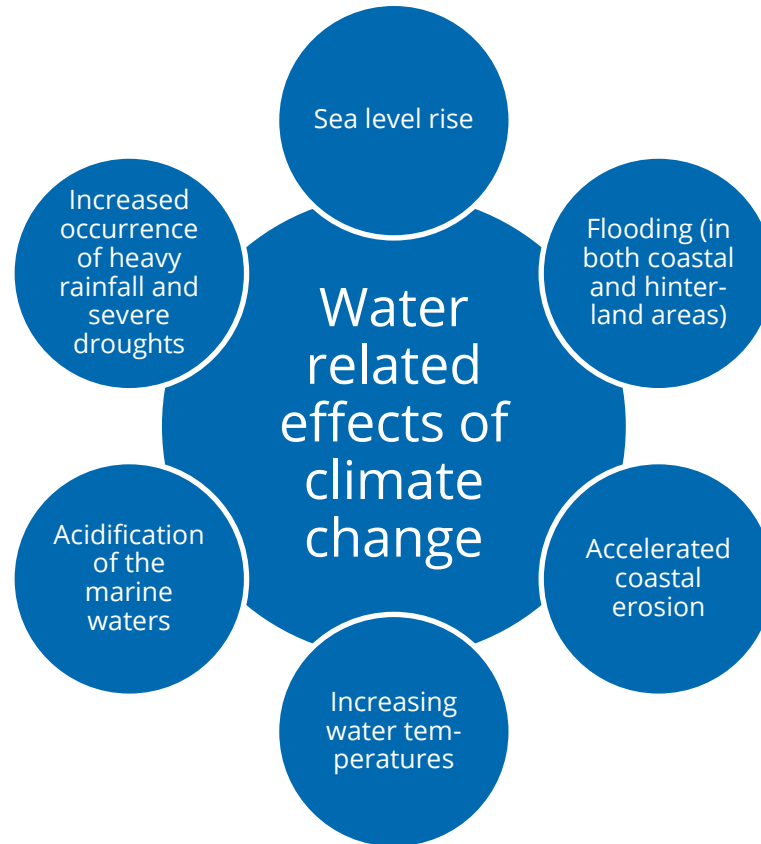 Sea level rise
Increased
occurrence
of heavy
rainfall and
severe
droughts
Flooding (in
both coastal
and hinter-
land areas)
Water
related
effects of
climate
change
Acidification
of the
marine
waters
Accelerated
coastal
erosion
Increasing
water tem-
peratures